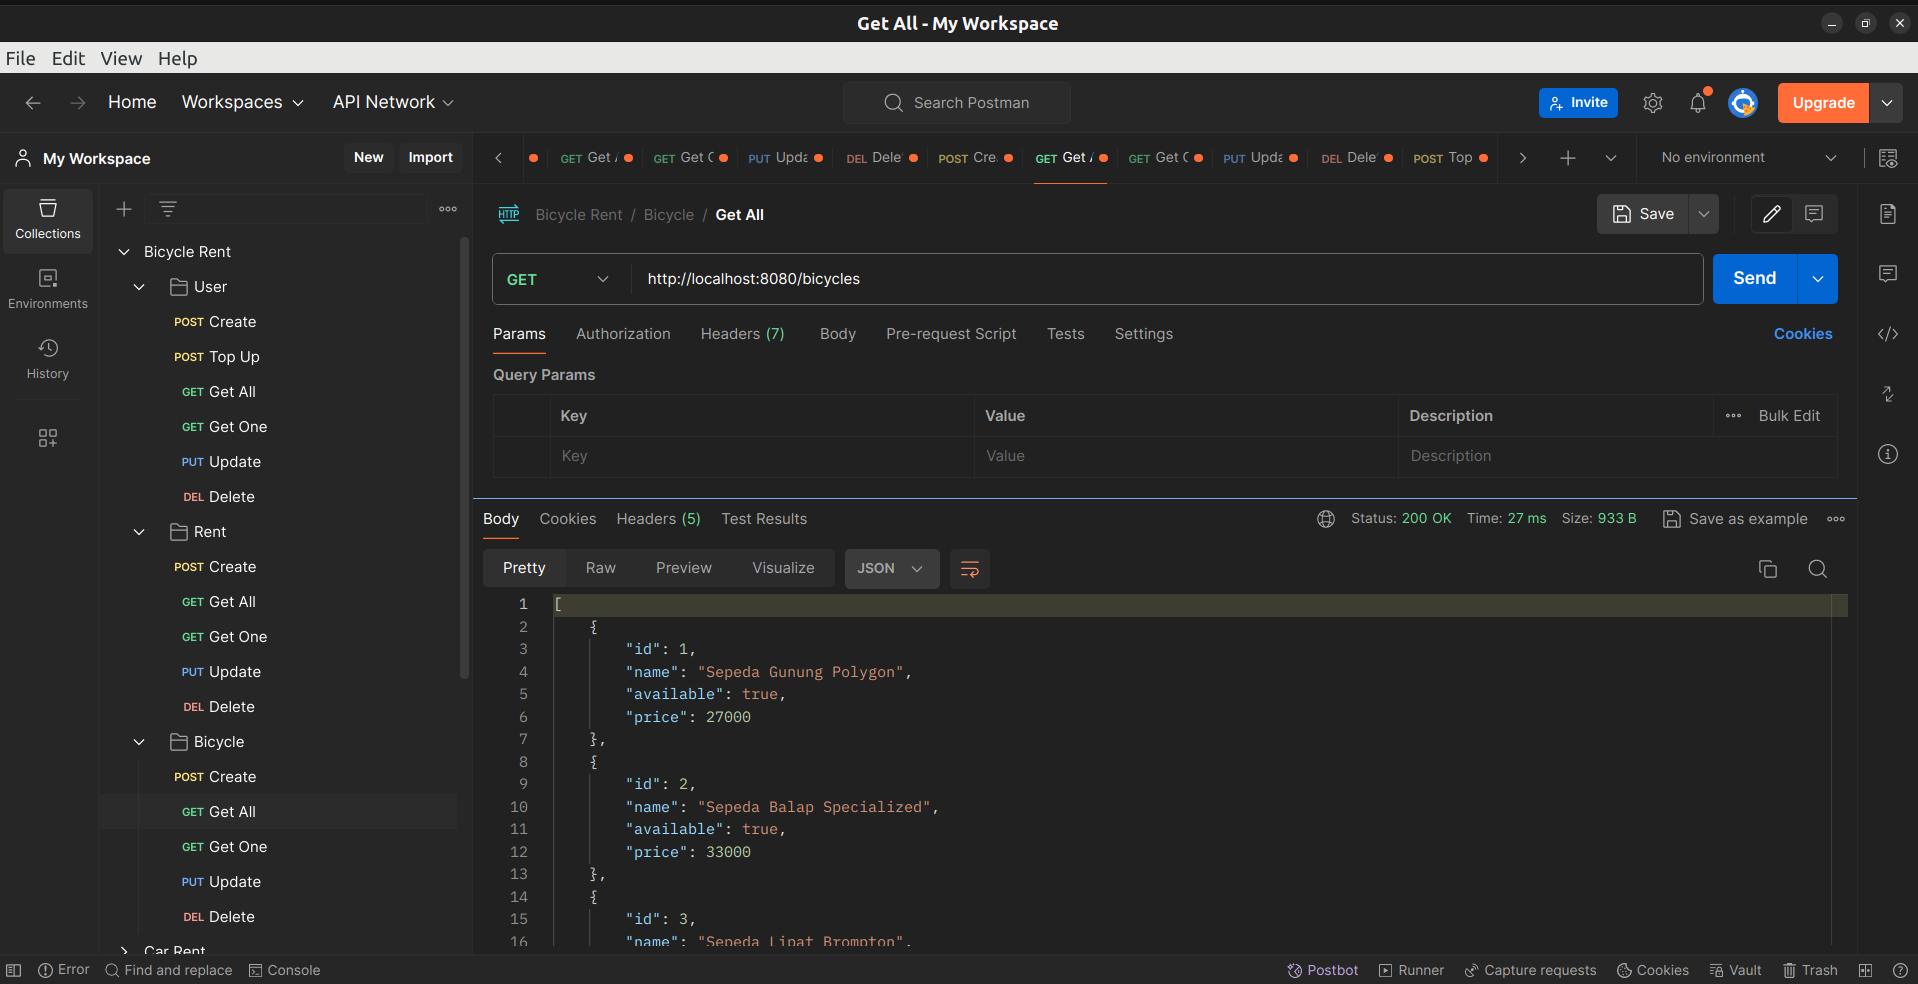 Get All - My Workspace
File Edit View Help
Home Workspaces API Network Search Postman Invite Upgrade
My Workspace New Import GET Get PUT DEL POST GET Get GET Get PUT DEL POST Top No environment
Collections
Environments
History
Bicycle Rent
User
POST Create
POST Top Up
GET Get All
GET Get One
PUT Update
DEL Delete
Rent
POST Create
GET Get All
GET Get One
PUT Update
DEL Delete
Bicycle
POST Create
GET Get All
GET Get One
PUT Update
DEL Delete
Car Rent
HTTP Bicycle Rent / Bicycle / Get All Save
GET http://localhost:8080/bicycles Send
Params Authorization Headers (7) Body Pre-request Script Tests Settings Cookies
Query Params
Key Value Description Bulk Edit
Key Value Description
Body Cookies Headers (5) Test Results Status: 200 OK Time: 27 ms Size: 933 B Save as example
Pretty Raw Preview Visualize JSON
1 [
2 {
3 "id": 1,
4 "name": "Sepeda Gunung Polygon",
5 "available": true,
6 "price": 27000
7 },
8 {
9 "id": 2,
10 "name": "Sepeda Balap Specialized",
11 "available": true,
12 "price": 33000
13 },
14 {
15 "id": 3,
16 "name": "Sepeda Lipat Brompton",
Error Find and replace Console Postbot Runner Capture requests Cookies Vault Trash